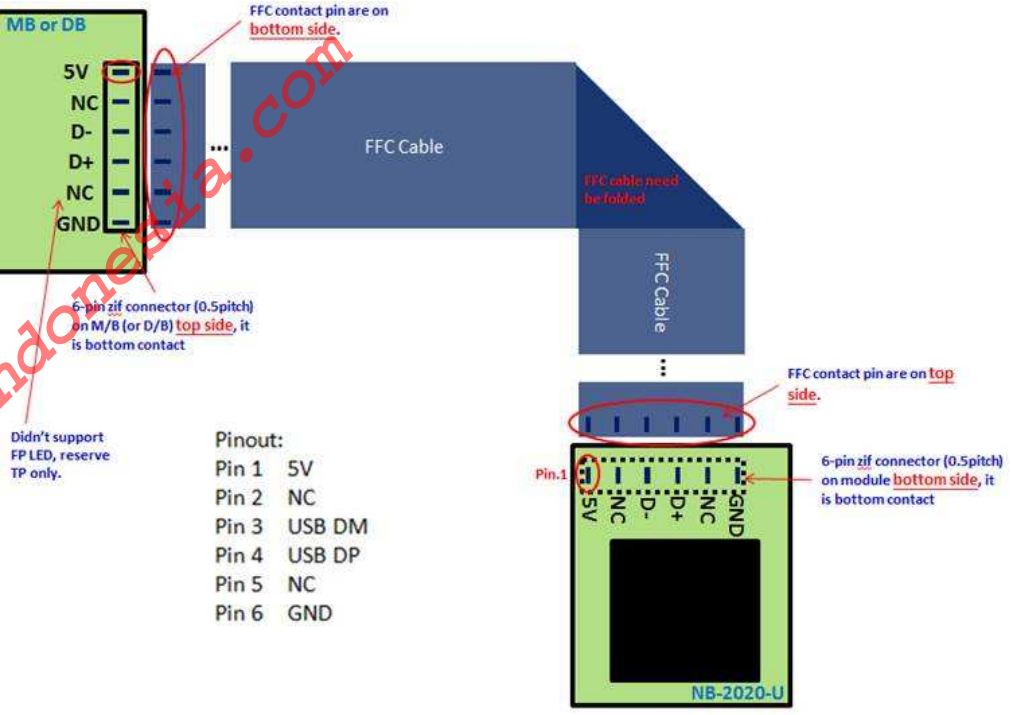 FFC contact pin are on
bottom side.
MB or DB
5V
NC
D-
D+
NC
GND
...
FFC Cable
FFC cable need
be folded
FFC Cable
...
6-pin zif connector (0.5pitch)
on M/B (or D/B) top side, it
is bottom contact
Didn't support
FP LED, reserve
TP only.
FFC contact pin are on top
side.
Pinout:
Pin 1 5V
Pin 2 NC
Pin 3 USB DM
Pin 4 USB DP
Pin 5 NC
Pin 6 GND
Pin.1
5V
NC
D-
D+
NC
GND
6-pin zif connector (0.5pitch)
on module bottom side, it
is bottom contact
NB-2020-U
ndonesia.com